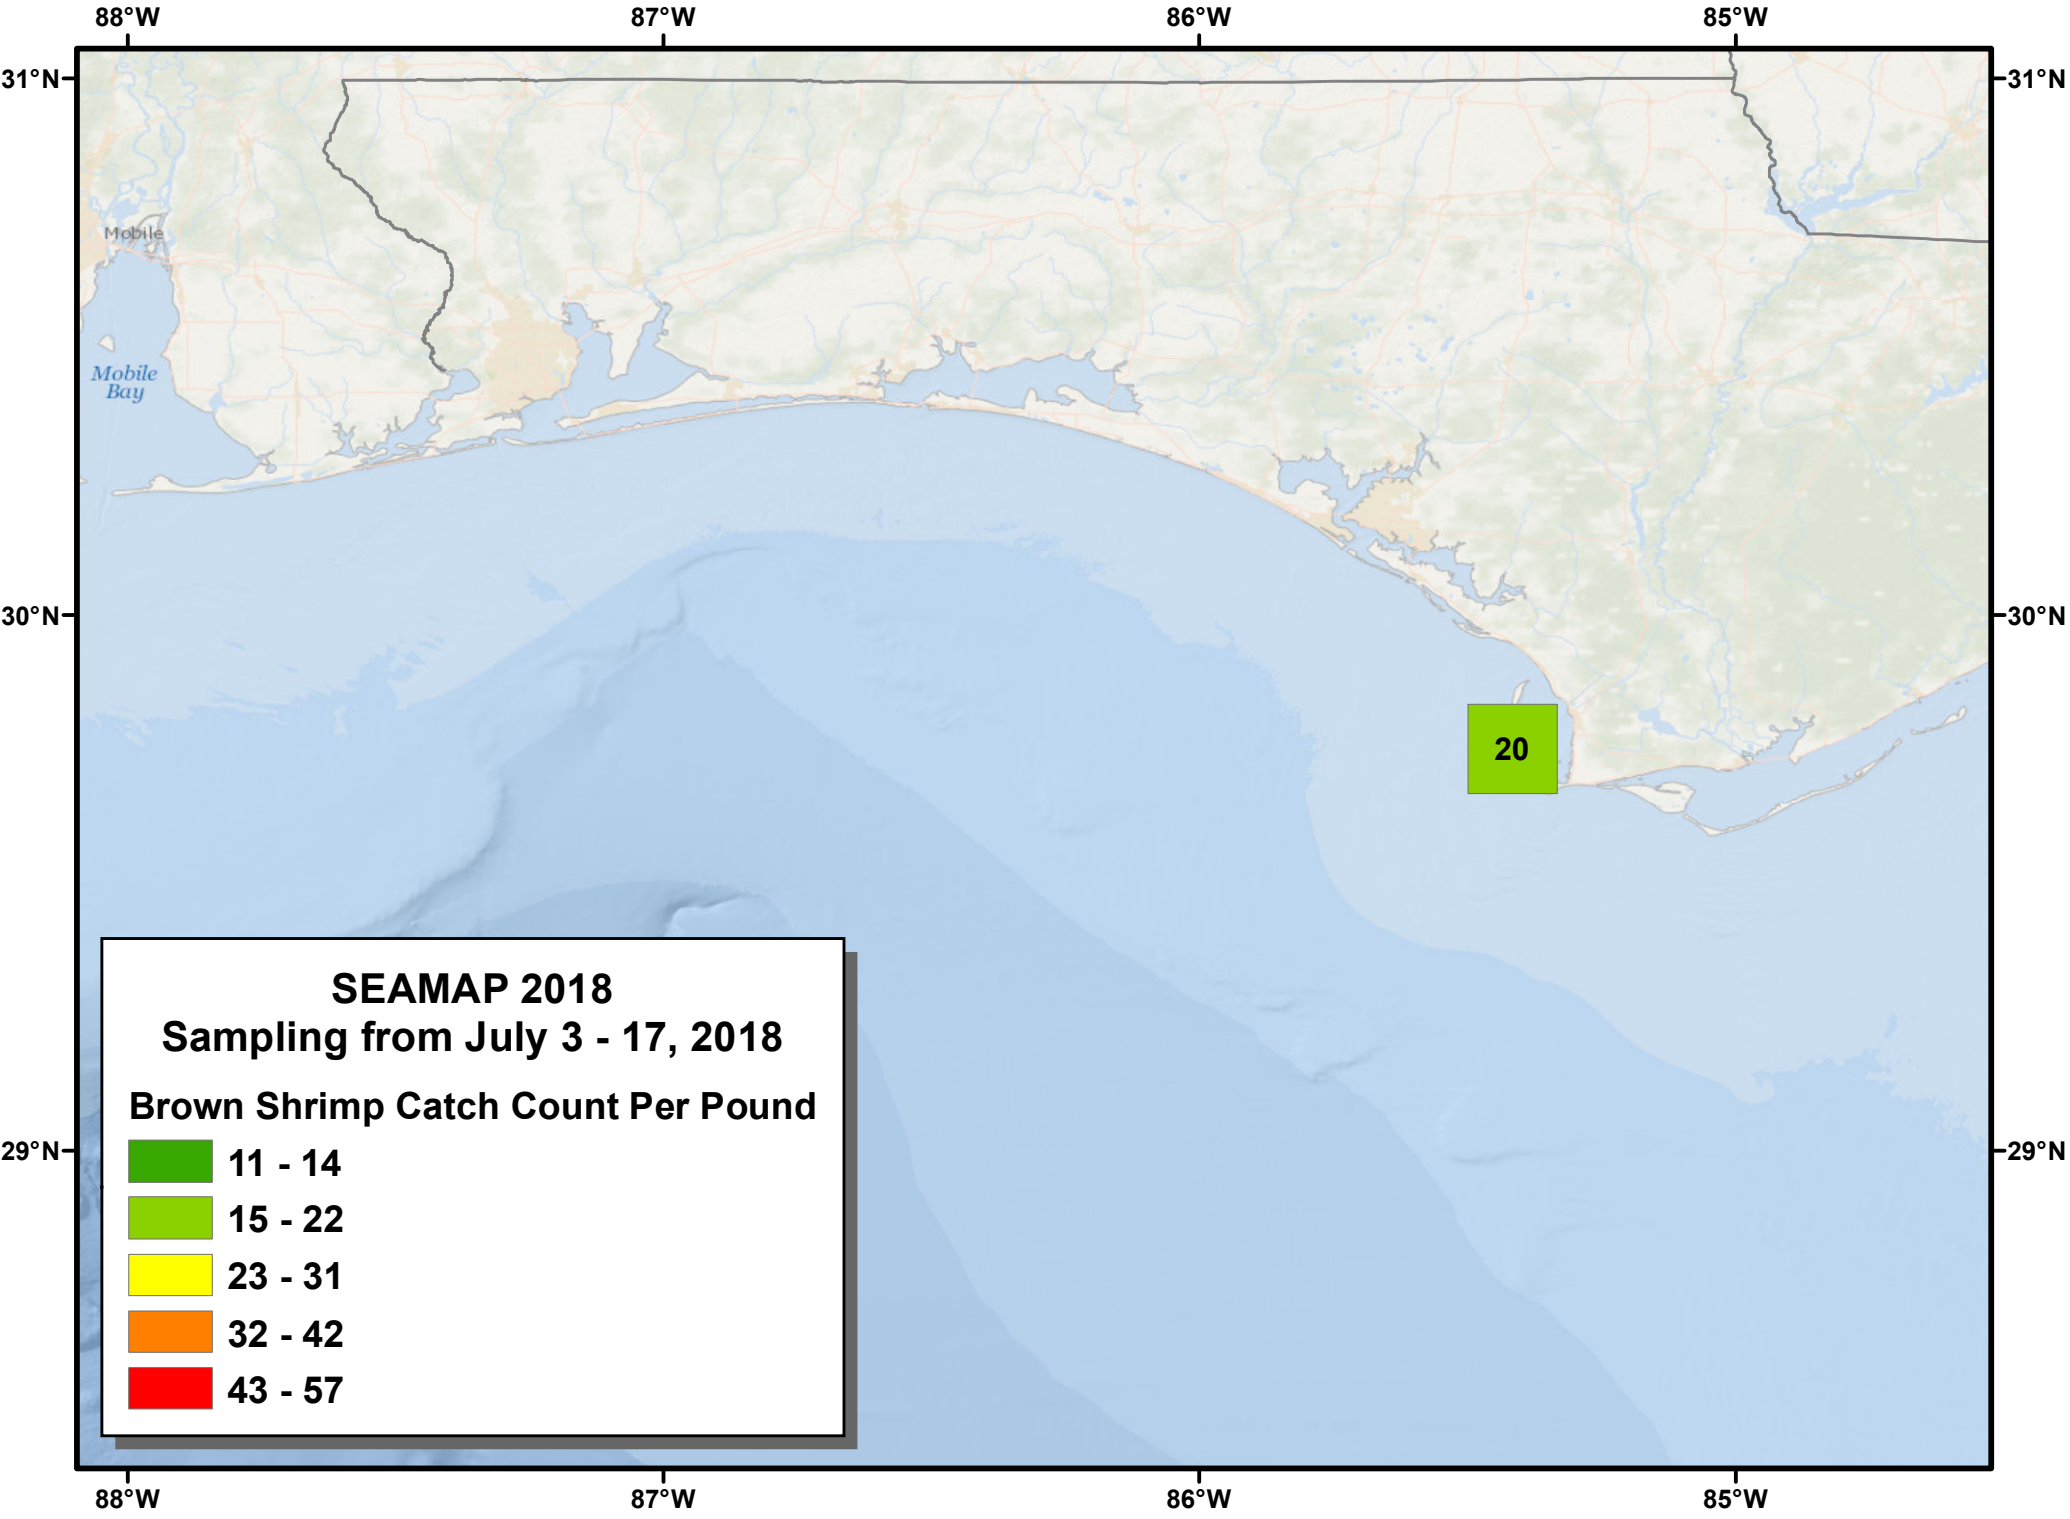 88°W 87°W 86°W 85°W
31°N 31°N
Mobile
Mobile
Bay
30°N 30°N
20
SEAMAP 2018
Sampling from July 3 - 17, 2018
Brown Shrimp Catch Count Per Pound
29°N 29°N
11 - 14
15 - 22
23 - 31
32 - 42
43 - 57
88°W 87°W 86°W 85°W